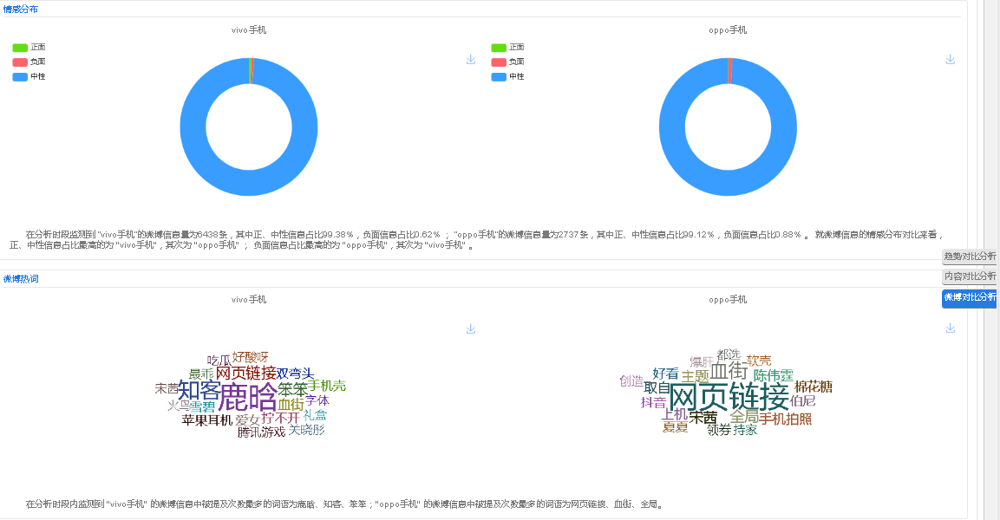 情感分布
vivo手机
oppo手机
正面
负面
中性
正面
负面
中性
在分析时段监测到 "vivo手机"的微博信息量为6438条，其中正、中性信息占比99.38%，负面信息占比0.62%；"oppo手机"的微博信息量为2737条，其中正、中性信息占比99.12%，负面信息占比0.88%。 就微博信息的情感分布对比来看，
正、中性信息占比最高的为 "vivo手机"，其次为 "oppo手机" ； 负面信息占比最高的为 "oppo手机"，其次为 "vivo手机" 。
趋势对比分析
内容对比分析
微博对比分析
微博热词
vivo手机
oppo手机
吃瓜
好酸呀
最乖
网页链接
双弯头
宋茜
知客
鹿晗
笨笨
手机壳
火鸟
雪碧
血街
字体
苹果耳机
爱女
拧不开
礼盒
腾讯游戏
关晓彤
爆肝
都选
软壳
创造
好看
主题
血街
陈伟霆
取自
网页链接
棉花糖
抖音
伯尼
上机
宋茜
全局
手机拍照
夏夏
领券
持家
在分析时段内监测到 "vivo手机" 的微博信息中被提及次数最多的词语为鹿晗、知客、笨笨；"oppo手机" 的微博信息中被提及次数最多的词语为网页链接、血街、全局。